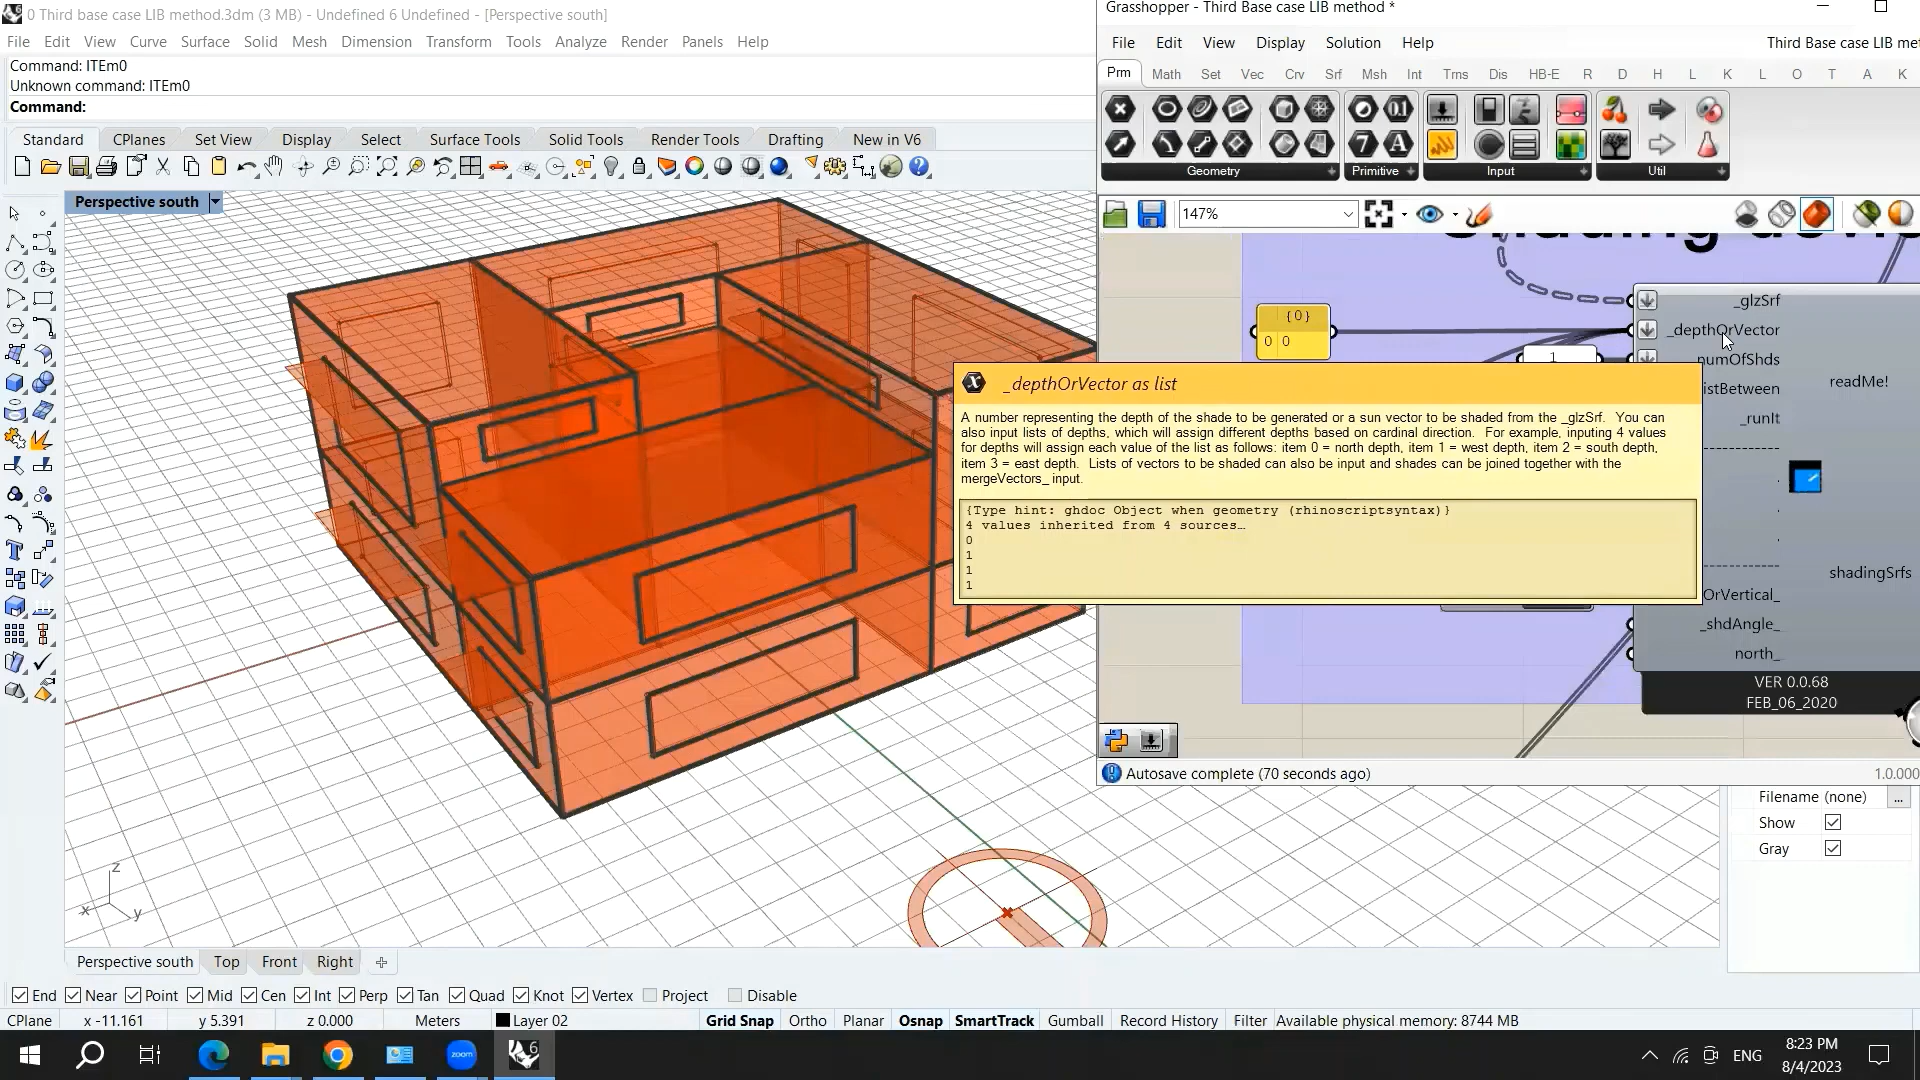 0 Third base case LIB method.3dm (3 MB) - Undefined 6 Undefined - [Perspective south]
File Edit View Curve Surface Solid Mesh Dimension Transform Tools Analyze Render Panels Help
Command: ITEm0
Unknown command: ITEm0
Command:
Standard CPlanes Set View Display Select Surface Tools Solid Tools Mesh Render Tools Drafting New in V6
Perspective south
Grasshopper - Third Base case LIB method *
File Edit View Display Solution Help Third Base case LIB met
Prm Math Set Vec Crv Srf Msh Int Trns Dis HB-E R D H L K L O T A K
Geometry Primitive Input Util
147%
_glzSrf
{0}
_depthOrVector
0 0
1
numOfShds
readMe!
istBetween
_runIt
_depthOrVector as list
A number representing the depth of the shade to be generated or a sun vector to be shaded from the _glzSrf. You can
also input lists of depths, which will assign different depths based on cardinal direction. For example, inputing 4 values
for depths will assign each value of the list as follows: item 0 = north depth, item 1 = west depth, item 2 = south depth,
item 3 = east depth. Lists of vectors to be shaded can also be input and shades can be joined together with the
mergeVectors_ input.
{Type hint: ghdoc Object when geometry (rhinoscriptsyntax)}
4 values inherited from 4 sources…
0
1
1
1
shadingSrfs
OrVertical_
_shdAngle_
north_
VER 0.0.68
FEB_06_2020
Autosave complete (70 seconds ago) 1.0.000
Filename (none) ...
Show
Gray
z
x y
Perspective south Top Front Right
End Near Point Mid Cen Int Perp Tan Quad Knot Vertex Project Disable
CPlane x -11.161 y 5.391 z 0.000 Meters Layer 02 Grid Snap Ortho Planar Osnap SmartTrack Gumball Record History Filter Available physical memory: 8744 MB
zoom
6
ENG
8:23 PM
8/4/2023